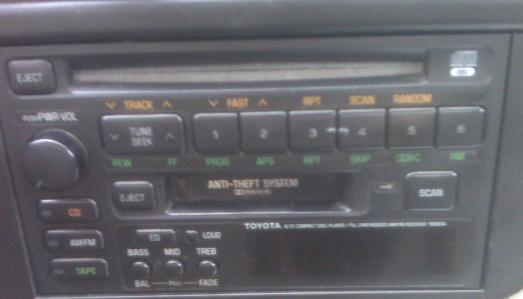 EJECT
TRACK FAST RPT SCAN RANDOM
PUSH PWR VOL
TUNE SEEK
1 2 3 4 5 6
REW FF PROG APS RPT SKIP B·C
EJECT
ANTI-THEFT SYSTEM
SCAN
CD
AM/FM
TAPE
TOYOTA
EQ LOUD
BASS MID TREB
BAL PULL FADE